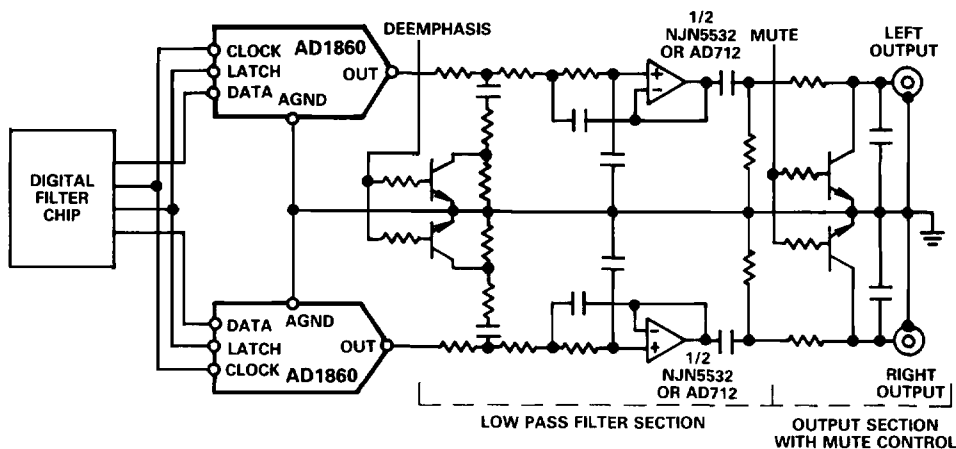 CLOCK
LATCH
DATA
AD1860
OUT
AGND
DEEMPHASIS
1/2
NJN5532
OR AD712
MUTE
LEFT
OUTPUT
+
−
DIGITAL
FILTER
CHIP
DATA
LATCH
CLOCK
AGND
OUT
AD1860
−
+
1/2
NJN5532
OR AD712
RIGHT
OUTPUT
LOW PASS FILTER SECTION
OUTPUT SECTION
WITH MUTE CONTROL